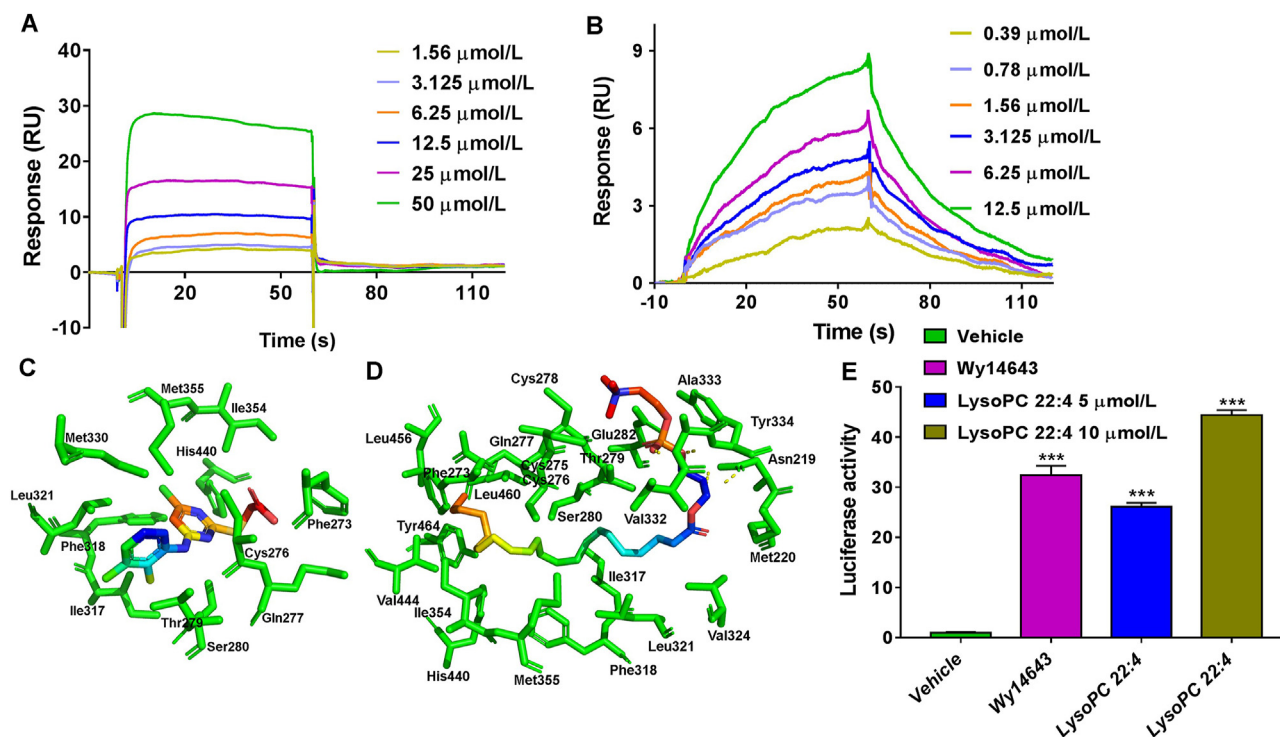 A
Response (RU)
40
30
20
10
0
-10
20
80
110
Time (s)
1.56 μmol/L
3.125 μmol/L
6.25 μmol/L
12.5 μmol/L
25 μmol/L
50 μmol/L
B
Response (RU)
9
6
3
0
-10
20
50
80
110
Time (s)
0.39 μmol/L
0.78 μmol/L
1.56 μmol/L
3.125 μmol/L
6.25 μmol/L
12.5 μmol/L
C
Met355
Ile354
Met330
His440
Leu321
Phe273
Phe318
Cys276
Ile317
Thr279
Gln277
Ser280
D
Cys278
Ala333
Leu456
Gln277
Glu282
Tyr334
Phe273
Cys275
Thr279
Asn219
Leu460
Cys276
Ser280
Val332
Tyr464
Met220
Ile317
Val444
Ile354
Leu321
Val324
His440
Met355
Phe318
Vehicle
Wy14643
LysoPC 22:4 5 μmol/L
LysoPC 22:4 10 μmol/L
E
Luciferase activity
50
40
30
20
10
0
***
***
***
Vehicle
Wy14643
LysoPC 22:4
LysoPC 22:4